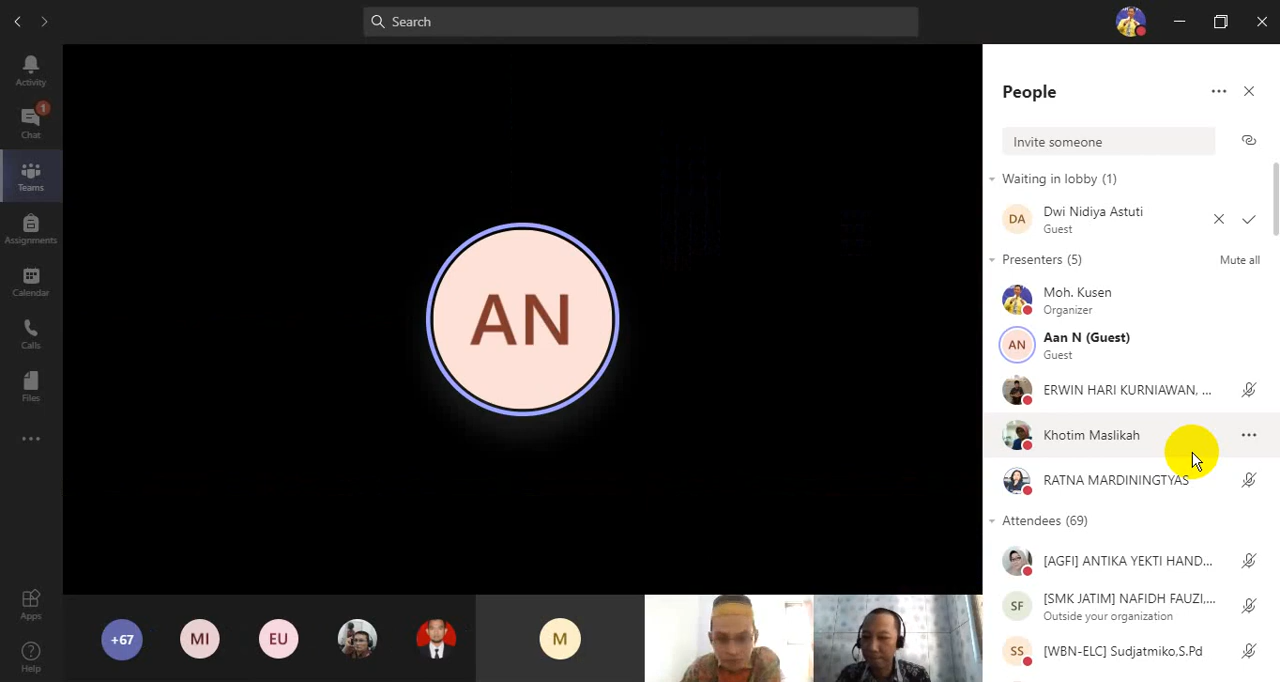 Search
Activity
Chat
1
Teams
Assignments
Calendar
Calls
Files
Apps
Help
AN
+67
MI
EU
M
People
Invite someone
Waiting in lobby (1)
DA
Dwi Nidiya Astuti
Guest
Presenters (5)
Mute all
Moh. Kusen
Organizer
AN
Aan N (Guest)
Guest
ERWIN HARI KURNIAWAN, ...
Khotim Maslikah
RATNA MARDININGTYAS
Attendees (69)
[AGFI] ANTIKA YEKTI HAND...
SF
[SMK JATIM] NAFIDH FAUZI,...
Outside your organization
SS
[WBN-ELC] Sudjatmiko,S.Pd